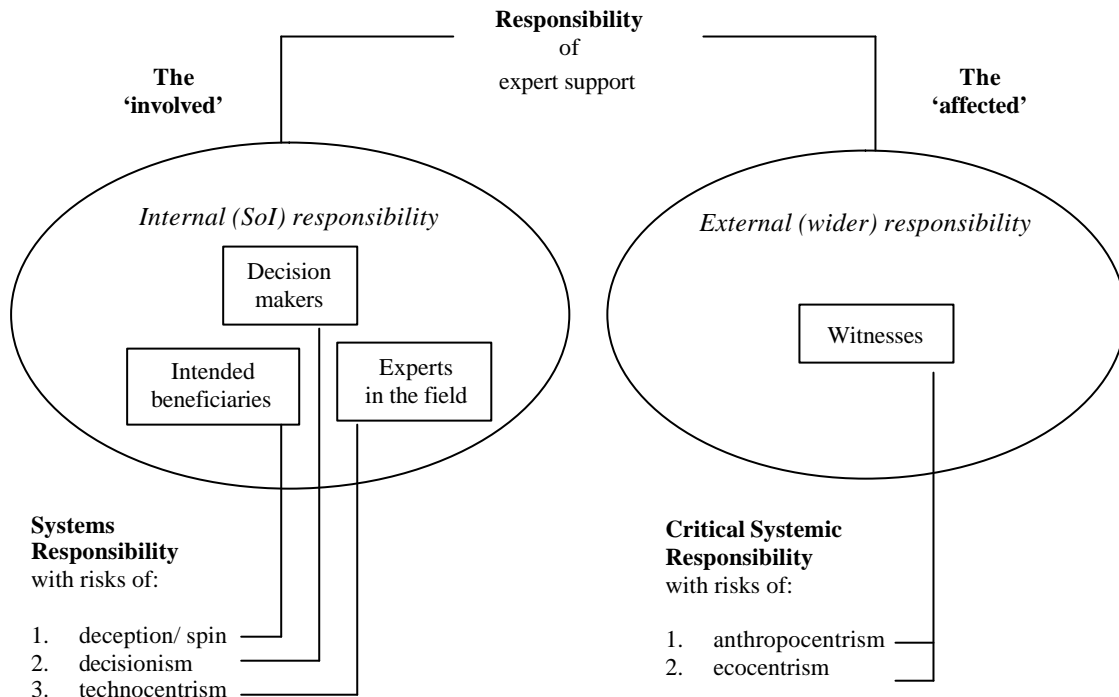 Responsibility
of
expert support
The
‘involved’
The
‘affected’
Internal (SoI) responsibility
Decision
makers
Intended
beneficiaries
Experts
in the field
External (wider) responsibility
Witnesses
Systems
Responsibility
with risks of:
1. deception/ spin
2. decisionism
3. technocentrism
Critical Systemic
Responsibility
with risks of:
1. anthropocentrism
2. ecocentrism